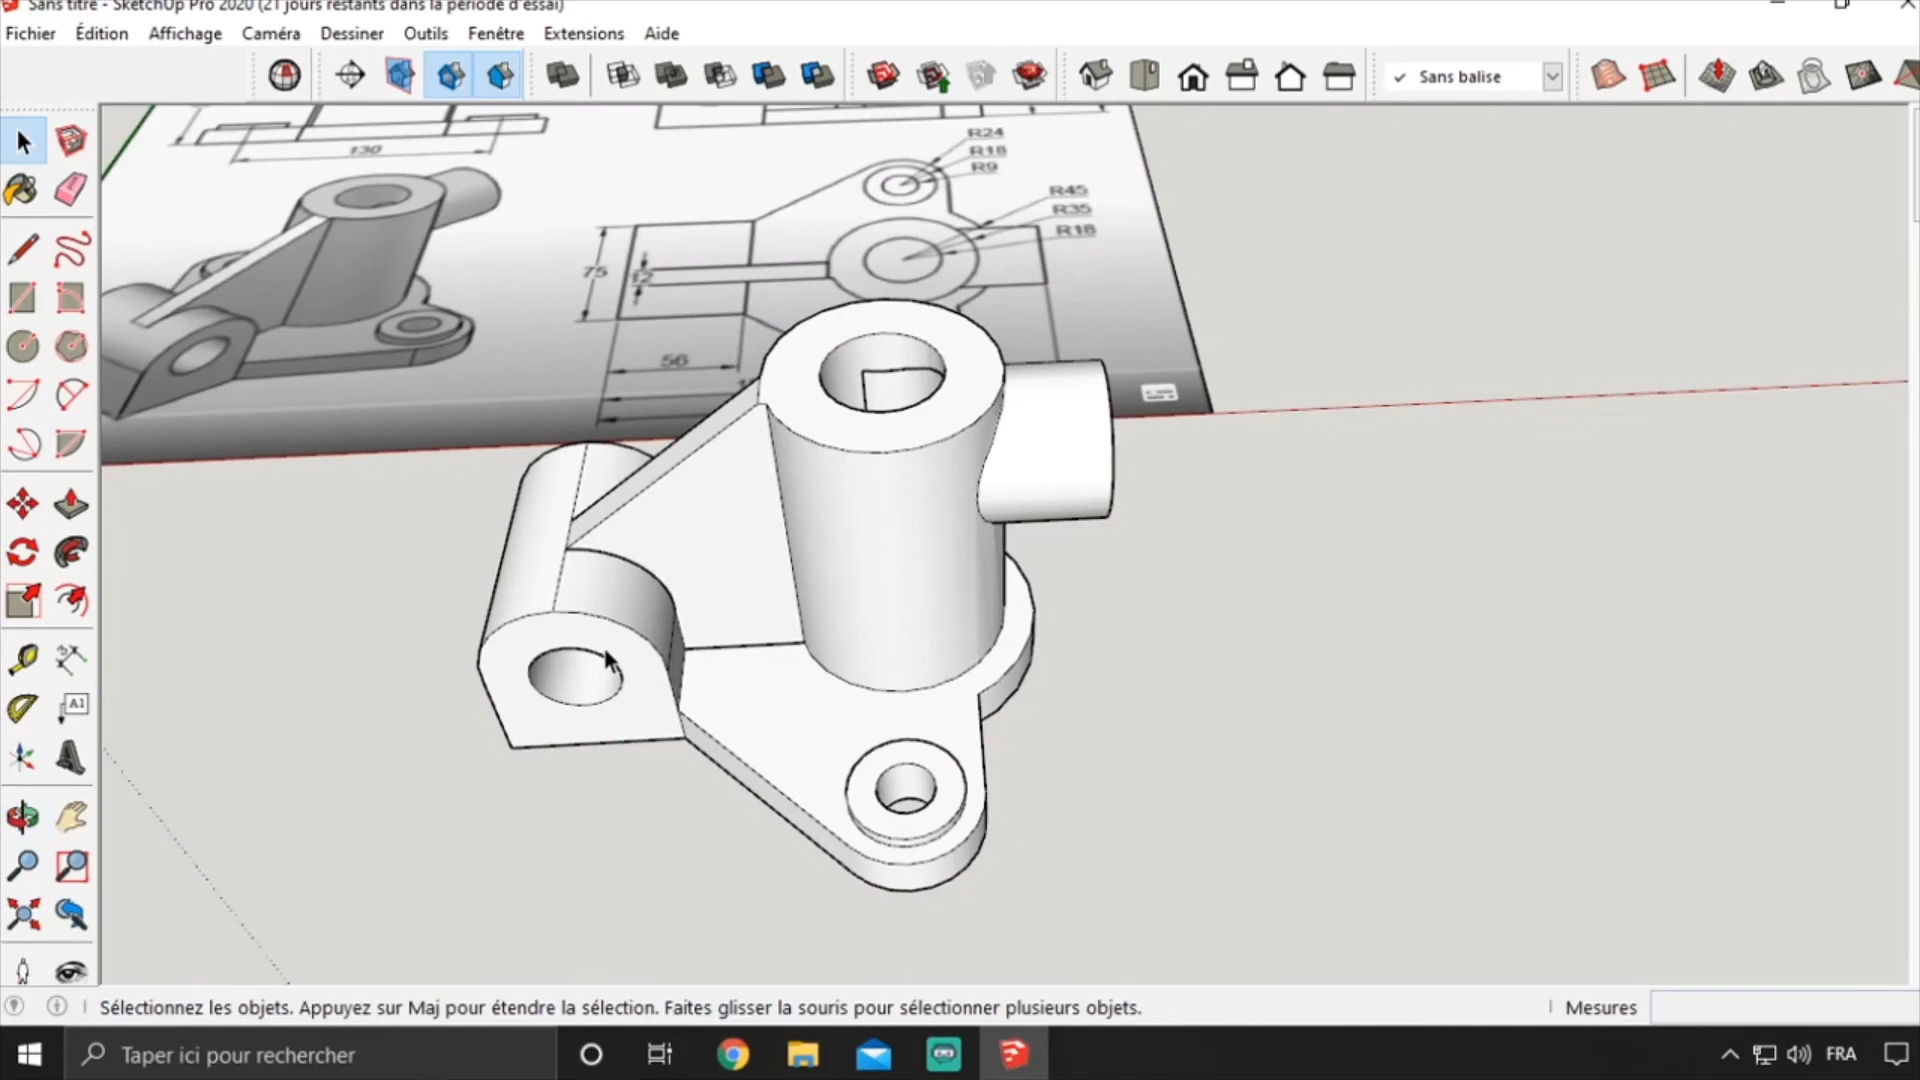 Sans titre - SketchUp Pro 2020 (21 jours restants dans la période d'essai)
Fichier Édition Affichage Caméra Dessiner Outils Fenêtre Extensions Aide
✓ Sans balise
130
R24
R18
R9
R45
R35
R18
75
12
56
A1
Sélectionnez les objets. Appuyez sur Maj pour étendre la sélection. Faites glisser la souris pour sélectionner plusieurs objets.
Mesures
Taper ici pour rechercher
FRA